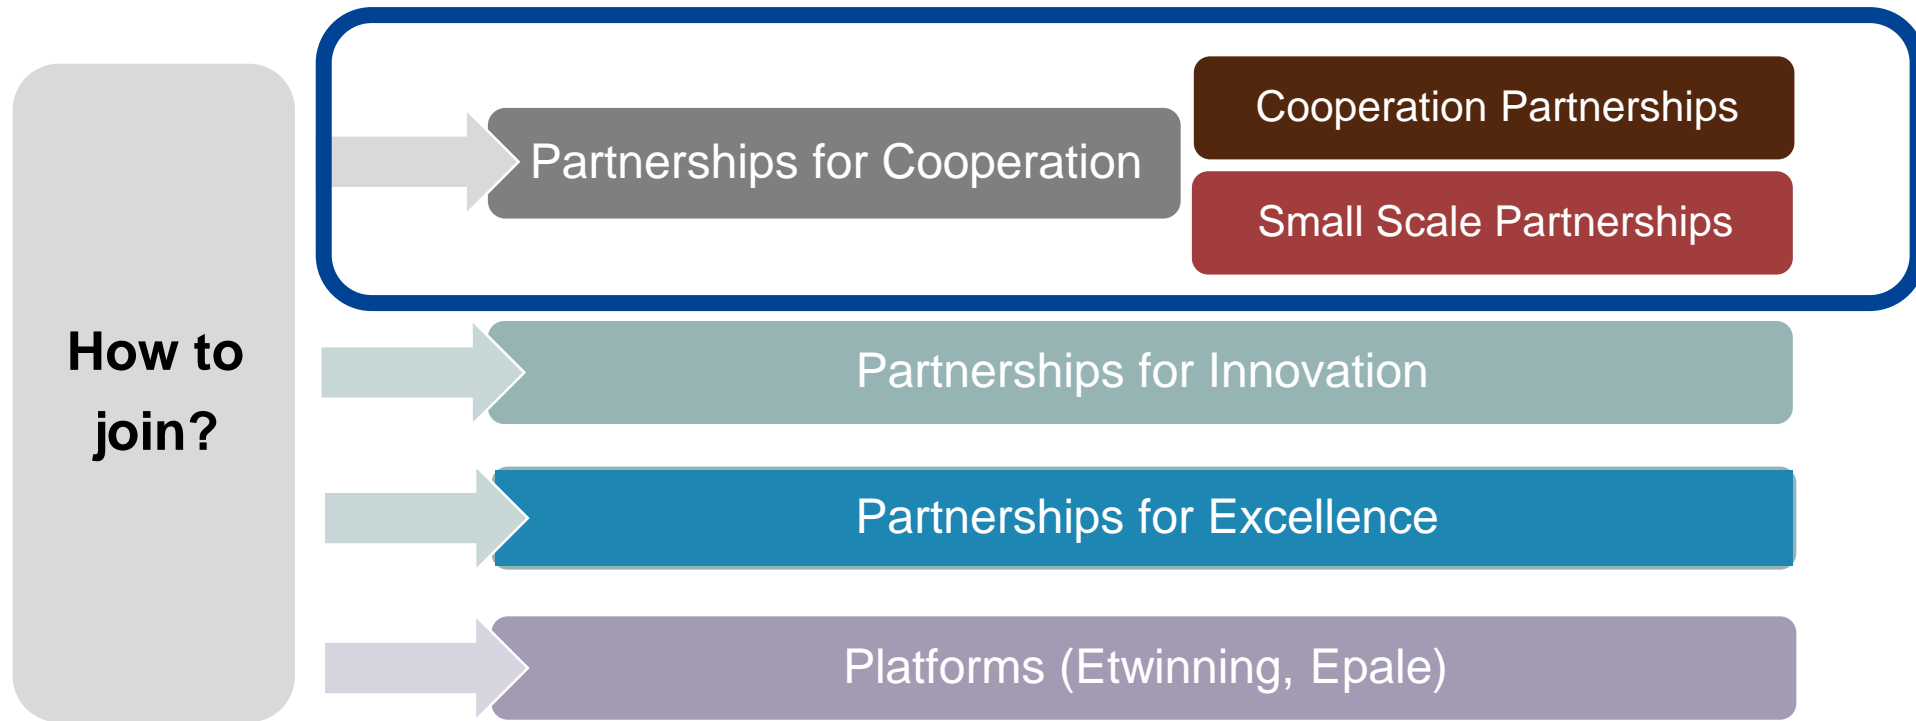 How to
join?
Partnerships for Cooperation
Cooperation Partnerships
Small Scale Partnerships
Partnerships for Innovation
Partnerships for Excellence
Platforms (Etwinning, Epale)